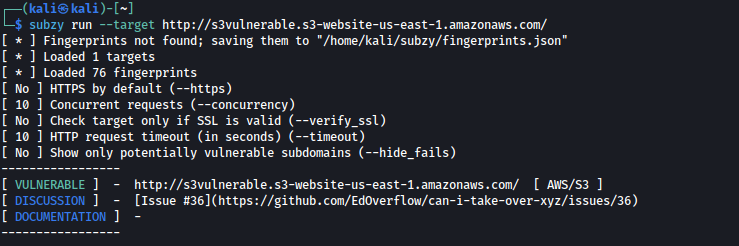 ┌──(kali㉿kali)-[~]
└─$ subzy run --target http://s3vulnerable.s3-website-us-east-1.amazonaws.com/
[ * ] Fingerprints not found; saving them to "/home/kali/subzy/fingerprints.json"
[ * ] Loaded 1 targets
[ * ] Loaded 76 fingerprints
[ No ] HTTPS by default (--https)
[ 10 ] Concurrent requests (--concurrency)
[ No ] Check target only if SSL is valid (--verify_ssl)
[ 10 ] HTTP request timeout (in seconds) (--timeout)
[ No ] Show only potentially vulnerable subdomains (--hide_fails)
-----------------
[ VULNERABLE ]  -  http://s3vulnerable.s3-website-us-east-1.amazonaws.com/  [ AWS/S3 ]
[ DISCUSSION ]  -  [Issue #36](https://github.com/EdOverflow/can-i-take-over-xyz/issues/36)
[ DOCUMENTATION ]  -
-----------------